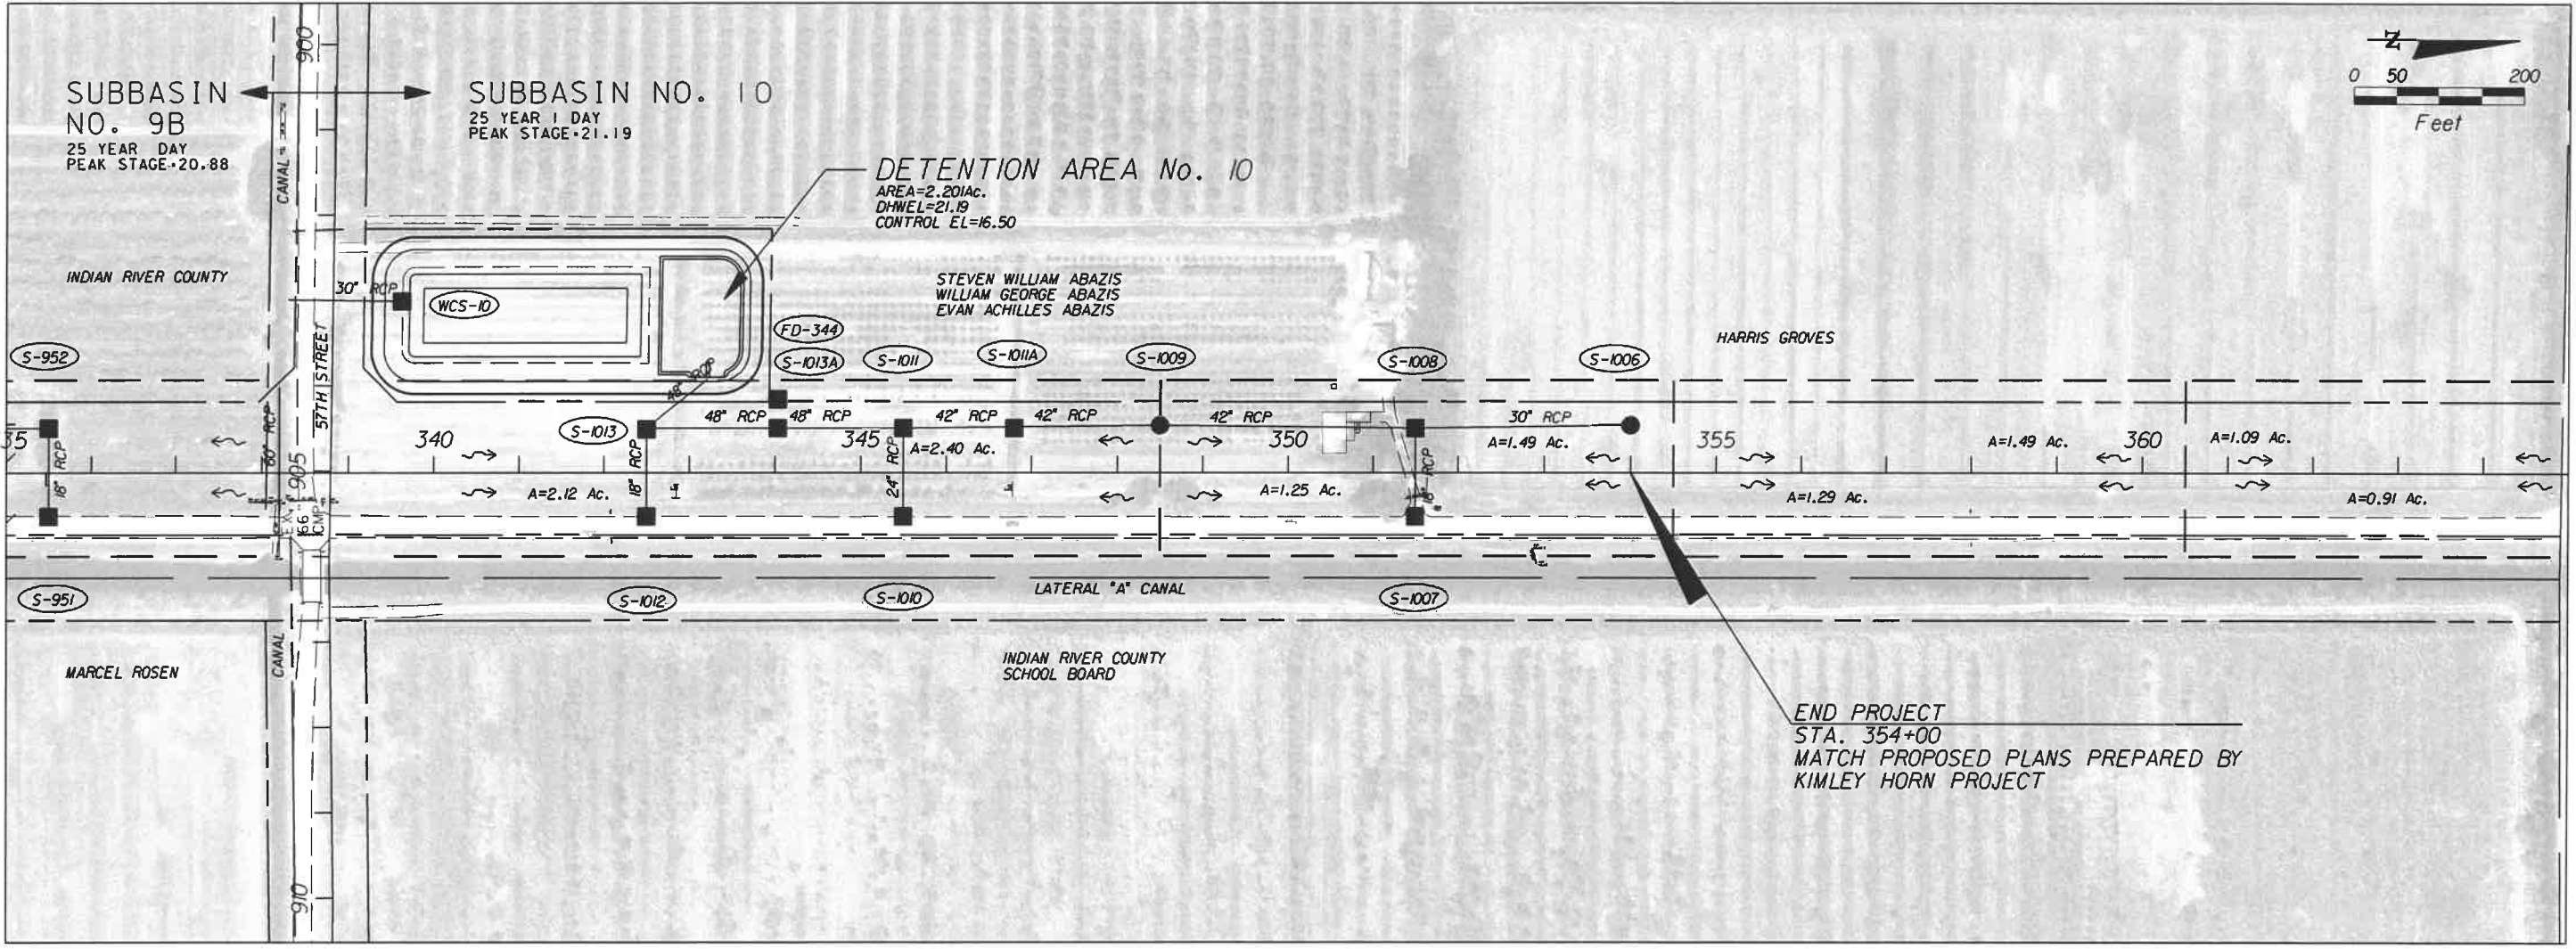 SUBBASIN
NO. 9B
25 YEAR DAY
PEAK STAGE=20.88
SUBBASIN NO. 10
25 YEAR 1 DAY
PEAK STAGE=21.19
900
CANAL
DETENTION AREA No. 10
AREA=2.201Ac.
DHWEL=21.19
CONTROL EL=16.50
N
0 50 200
Feet
INDIAN RIVER COUNTY
30" RCP
WCS-10
STEVEN WILLIAM ABAZIS
WILLIAM GEORGE ABAZIS
EVAN ACHILLES ABAZIS
HARRIS GROVES
57TH STREET
S-952
FD-344
S-1013A
S-1011
S-1011A
S-1009
S-1008
S-1006
48" RCP
S-1013
48" RCP
48" RCP
42" RCP
42" RCP
42" RCP
30" RCP
35
340
345
350
355
360
A=2.40 Ac.
A=1.49 Ac.
A=1.49 Ac.
A=1.09 Ac.
18" RCP
60" RCP
905
18" RCP
24" RCP
18" RCP
A=2.12 Ac.
A=1.25 Ac.
A=1.29 Ac.
A=0.91 Ac.
EX.
66"
CMP
S-951
S-1012
S-1010
LATERAL "A" CANAL
S-1007
CANAL
MARCEL ROSEN
INDIAN RIVER COUNTY
SCHOOL BOARD
END PROJECT
STA. 354+00
MATCH PROPOSED PLANS PREPARED BY
KIMLEY HORN PROJECT
910